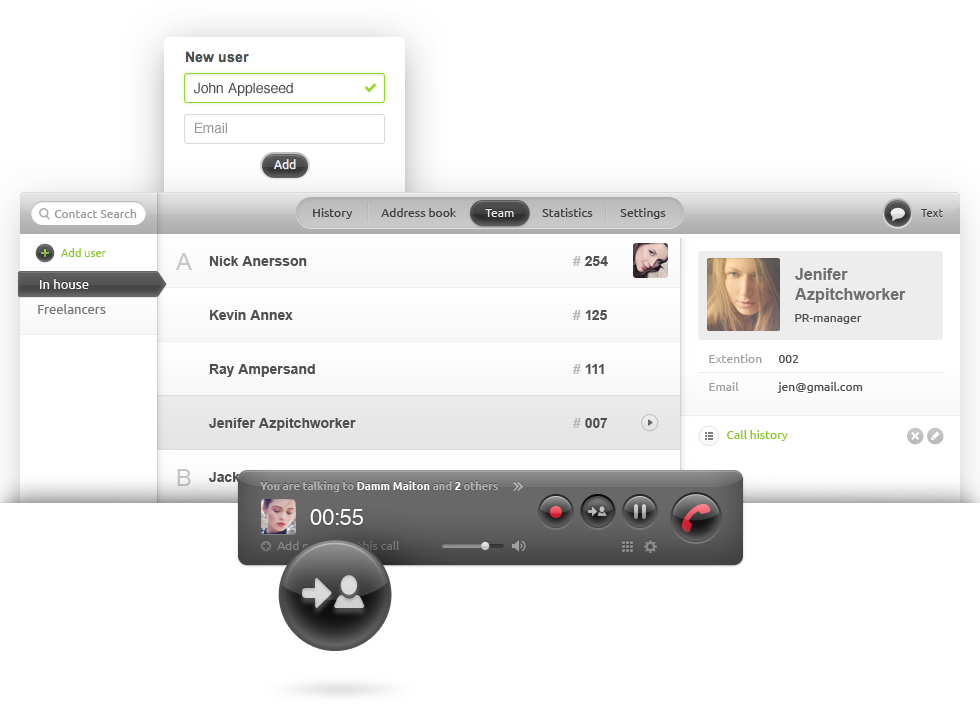 New user
John Appleseed
Email
Add
Contact Search
History
Address book
Team
Statistics
Settings
Text
Add user
In house
Freelancers
A
Nick Anersson
# 254
Kevin Annex
# 125
Ray Ampersand
# 111
Jenifer Azpitchworker
# 007
B
Jack
Jenifer
Azpitchworker
PR-manager
Extention 002
Email jen@gmail.com
Call history
You are talking to Damm Maiton and 2 others
00:55
Add this call